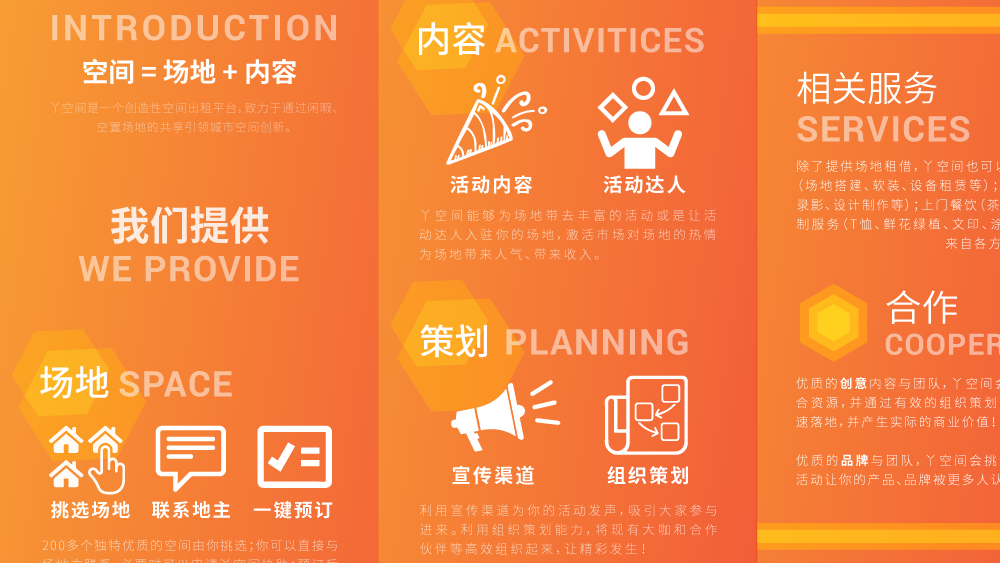 INTRODUCTION
空间 = 场地 + 内容
丫空间是一个创造性空间出租平台，致力于通过闲暇、
空置场地的共享引领城市空间创新。
我们提供
WE PROVIDE
场地 SPACE
挑选场地 联系地主 一键预订
200多个独特优质的空间由你挑选；你可以直接与
内容 ACTIVITICES
活动内容 活动达人
丫空间能够为场地带去丰富的活动或是让活
动达人入驻你的场地，激活市场对场地的热情
为场地带来人气、带来收入。
策划 PLANNING
宣传渠道 组织策划
利用宣传渠道为你的活动发声，吸引大家参与
进来。利用组织策划能力，将现有大咖和合作
伙伴等高效组织起来，让精彩发生！
相关服务
SERVICES
除了提供场地租借，丫空间也可以
（场地搭建、软装、设备租赁等）；
录影、设计制作等）；上门餐饮（茶
制服务（T恤、鲜花绿植、文印、涂
来自各方
合作
COOPER
优质的创意内容与团队，丫空间会
合资源，并通过有效的组织策划
速落地，并产生实际的商业价值！
优质的品牌与团队，丫空间会挑
活动让你的产品、品牌被更多人认